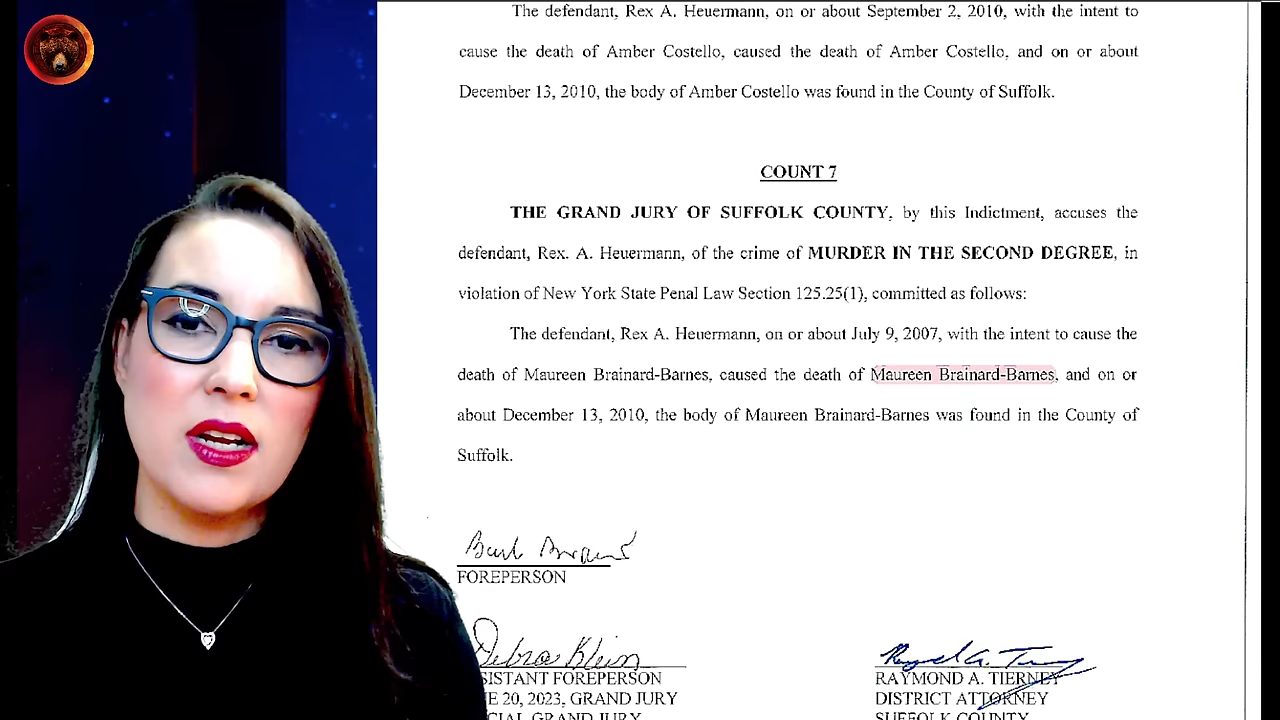 The defendant, Rex A. Heuermann, on or about September 2, 2010, with the intent to
cause the death of Amber Costello, caused the death of Amber Costello, and on or about
December 13, 2010, the body of Amber Costello was found in the County of Suffolk.
COUNT 7
THE GRAND JURY OF SUFFOLK COUNTY, by this Indictment, accuses the
defendant, Rex. A. Heuermann, of the crime of MURDER IN THE SECOND DEGREE, in
violation of New York State Penal Law Section 125.25(1), committed as follows:
The defendant, Rex A. Heuermann, on or about July 9, 2007, with the intent to cause the
death of Maureen Brainard-Barnes, caused the death of Maureen Brainard-Barnes, and on or
about December 13, 2010, the body of Maureen Brainard-Barnes was found in the County of
Suffolk.
FOREPERSON
Debra Klein
SISTANT FOREPERSON
E 20, 2023, GRAND JURY
CIAL GRAND JURY
RAYMOND A. TIERNEY
DISTRICT ATTORNEY
SUFFOLK COUNTY